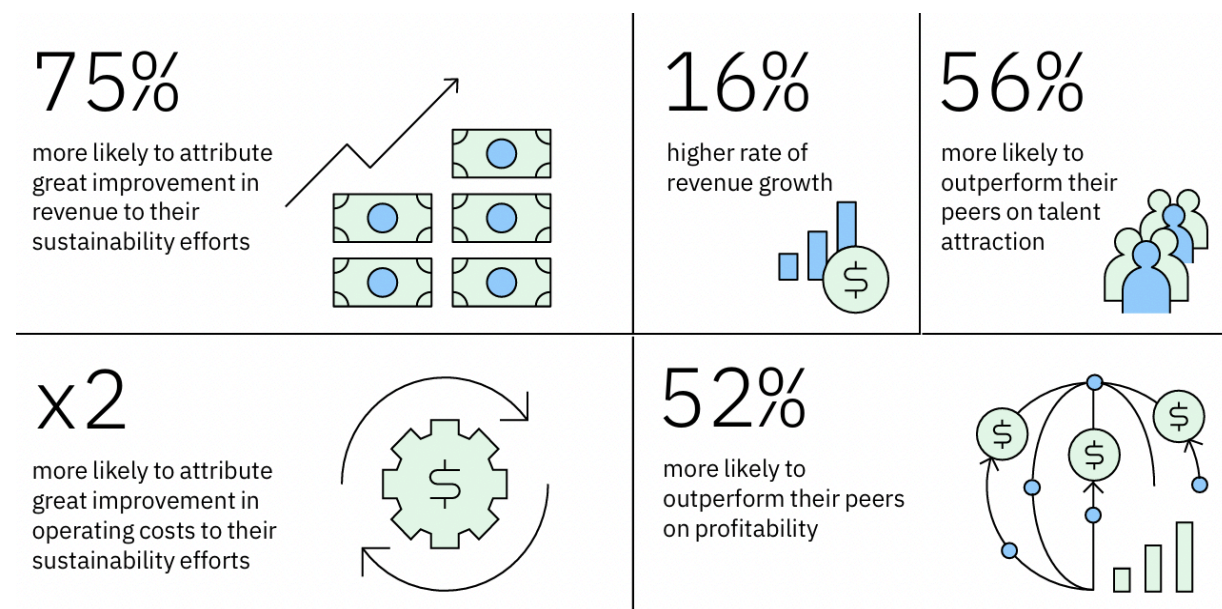 75%
more likely to attribute
great improvement in
revenue to their
sustainability efforts
16%
higher rate of
revenue growth
56%
more likely to
outperform their
peers on talent
attraction
x2
more likely to attribute
great improvement in
operating costs to their
sustainability efforts
52%
more likely to
outperform their peers
on profitability
$
$
$
$
$